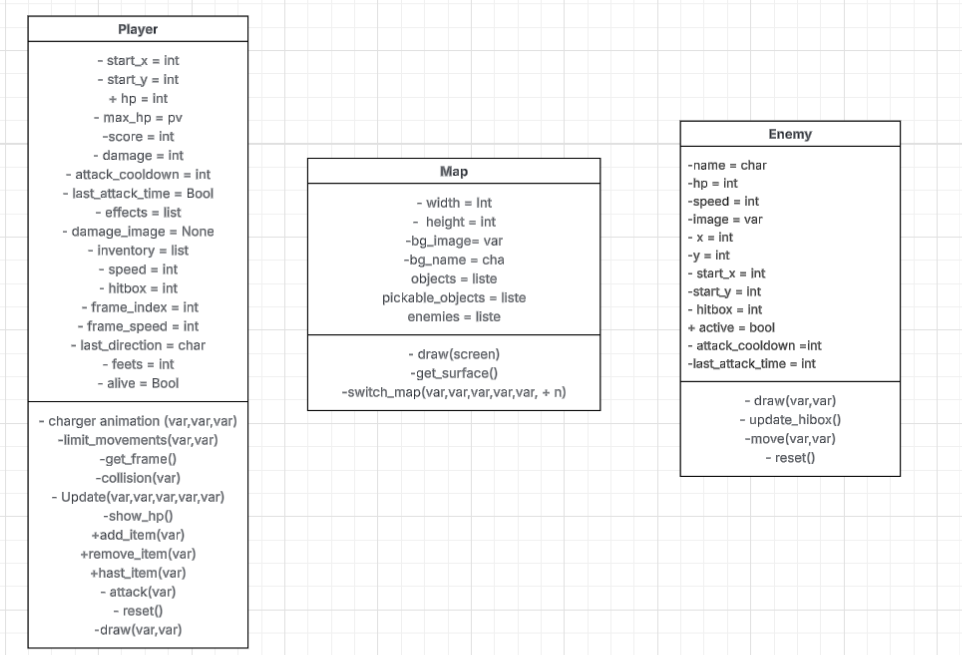 Player
- start_x = int
- start_y = int
+ hp = int
- max_hp = pv
-score = int
- damage = int
- attack_cooldown = int
- last_attack_time = Bool
- effects = list
- damage_image = None
- inventory = list
- speed = int
- hitbox = int
- frame_index = int
- frame_speed = int
- last_direction = char
- feets = int
- alive = Bool
- charger animation (var,var,var)
-limit_movements(var,var)
-get_frame()
-collision(var)
- Update(var,var,var,var,var)
-show_hp()
+add_item(var)
+remove_item(var)
+hast_item(var)
- attack(var)
- reset()
-draw(var,var)
Map
- width = Int
- height = int
-bg_image= var
-bg_name = cha
objects = liste
pickable_objects = liste
enemies = liste
- draw(screen)
-get_surface()
-switch_map(var,var,var,var,var, + n)
Enemy
-name = char
-hp = int
-speed = int
-image = var
- x = int
-y = int
- start_x = int
-start_y = int
- hitbox = int
+ active = bool
- attack_cooldown =int
-last_attack_time = int
- draw(var,var)
- update_hibox()
-move(var,var)
- reset()